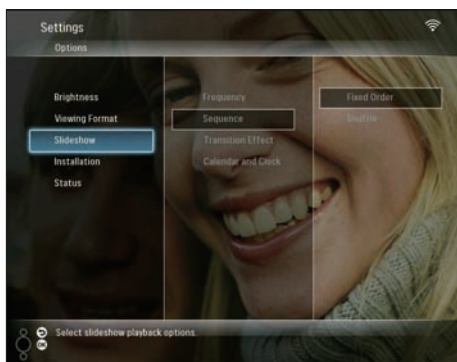 Settings
Options
Brightness
Viewing Format
Slideshow
Installation
Status
Frequency
Sequence
Transition Effect
Calendar and Clock
Fixed Order
Shuffle
OK
Select slideshow playback options.